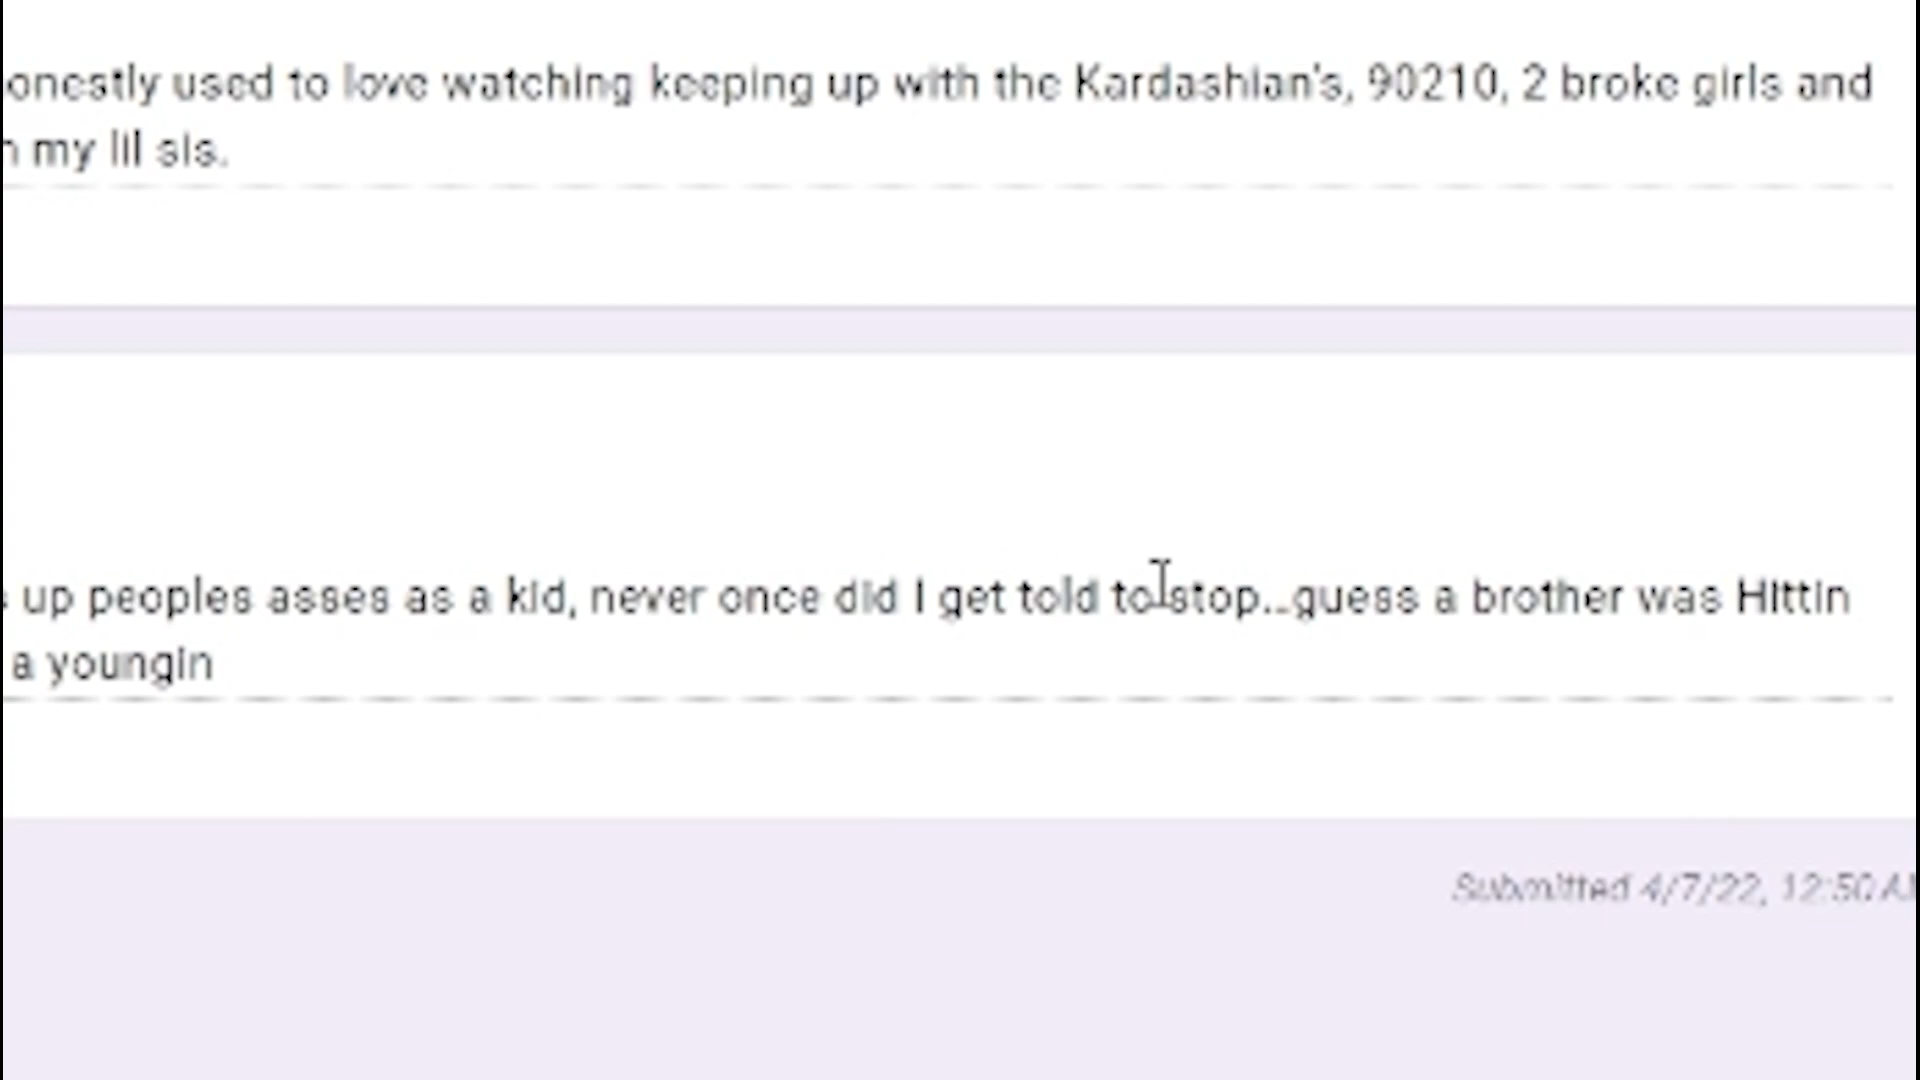 onestly used to love watching keeping up with the Kardashian's, 90210, 2 broke girls and
my lil sis.
up peoples asses as a kid, never once did I get told to stop...guess a brother was Hittin
a youngin
Submitted 4/7/22, 12:50